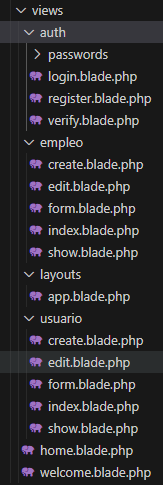 views
auth
passwords
login.blade.php
register.blade.php
verify.blade.php
empleo
create.blade.php
edit.blade.php
form.blade.php
index.blade.php
show.blade.php
layouts
app.blade.php
usuario
create.blade.php
edit.blade.php
form.blade.php
index.blade.php
show.blade.php
home.blade.php
welcome.blade.php